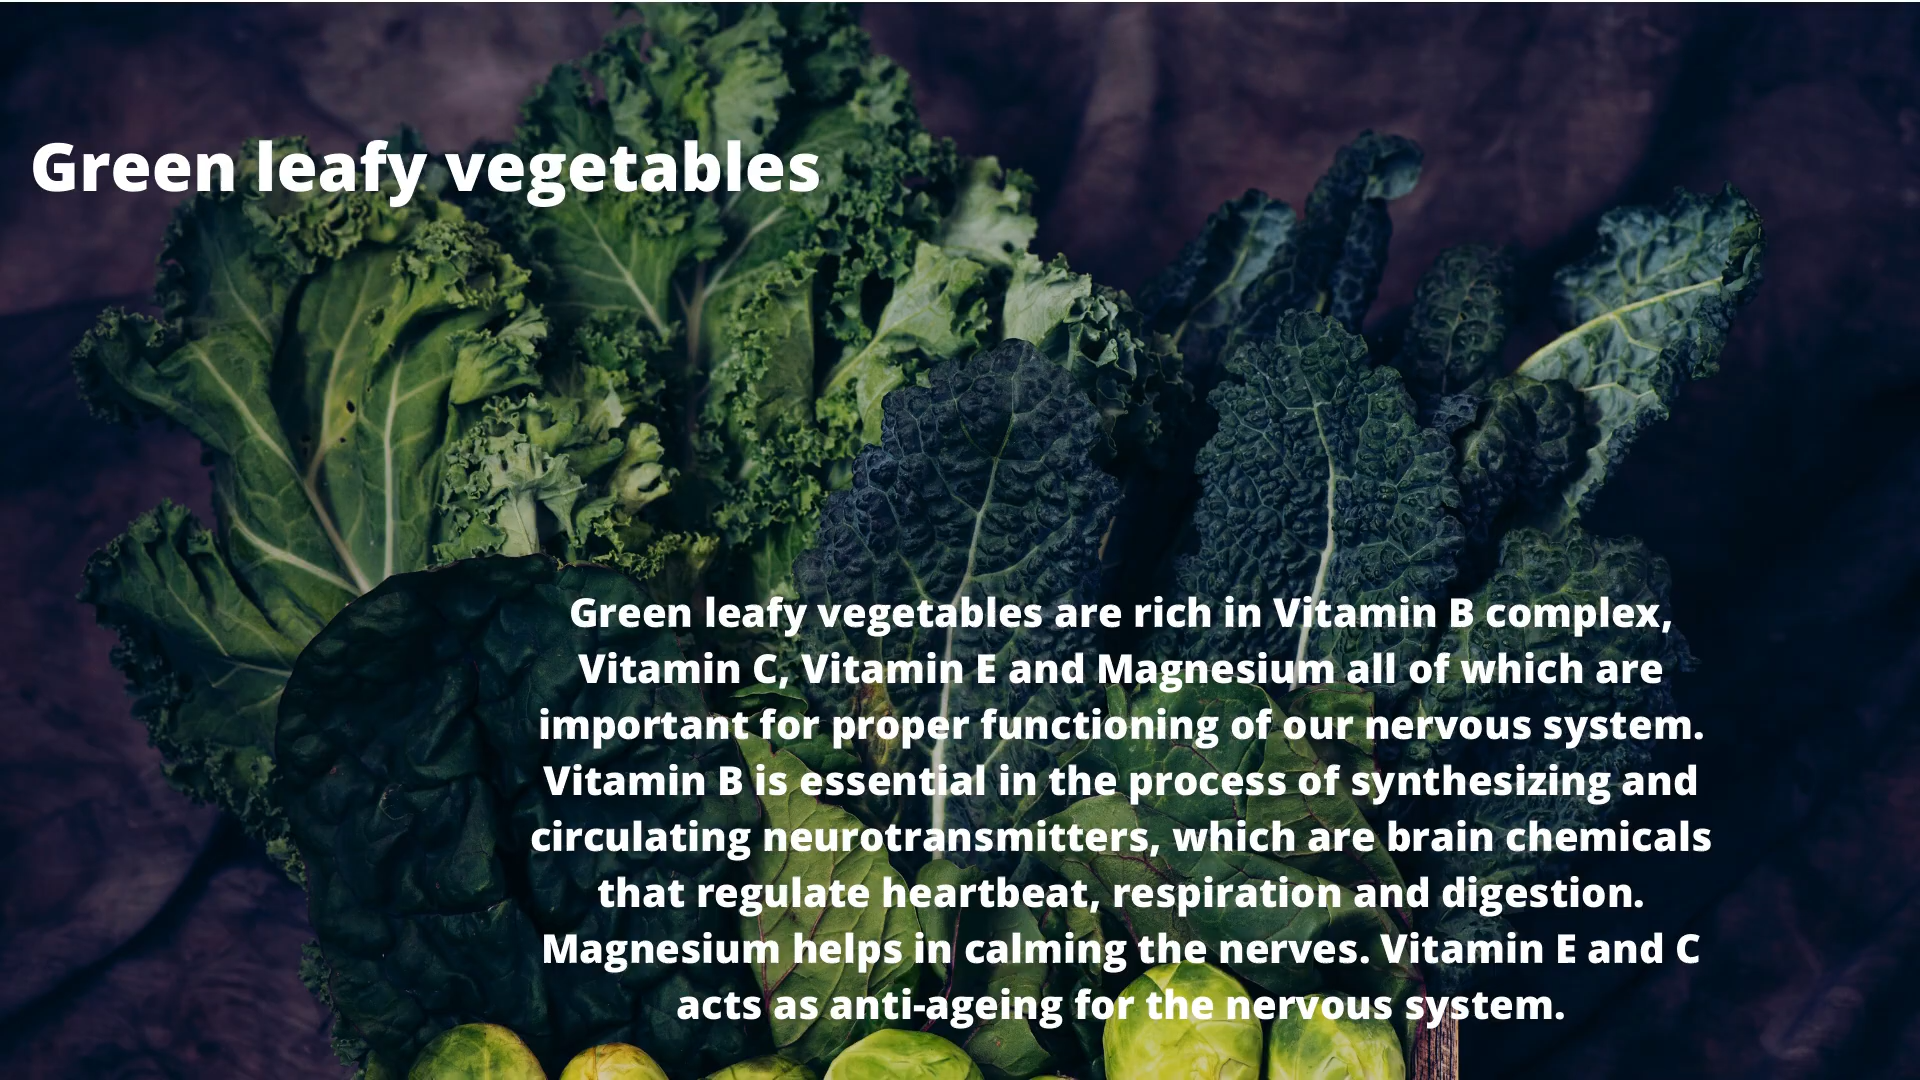 Green leafy vegetables
Green leafy vegetables are rich in Vitamin B complex,
Vitamin C, Vitamin E and Magnesium all of which are
important for proper functioning of our nervous system.
Vitamin B is essential in the process of synthesizing and
circulating neurotransmitters, which are brain chemicals
that regulate heartbeat, respiration and digestion.
Magnesium helps in calming the nerves. Vitamin E and C
acts as anti-ageing for the nervous system.